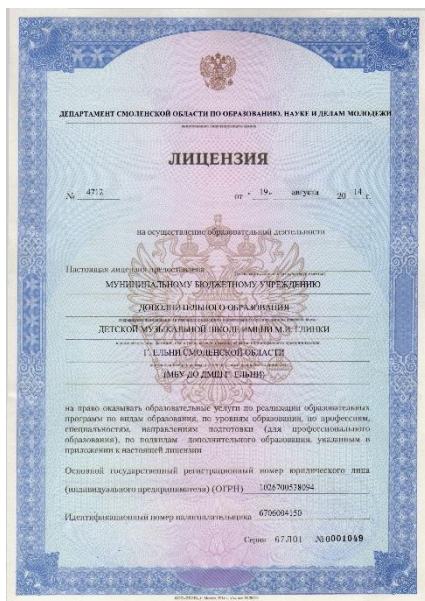 ДЕПАРТАМЕНТ СМОЛЕНСКОЙ ОБЛАСТИ ПО ОБРАЗОВАНИЮ, НАУКЕ И ДЕЛАМ МОЛОДЕЖИ
ЛИЦЕНЗИЯ
№ 4712 от « 19» августа 20 14 г.
на осуществление образовательной деятельности
Настоящая лицензия предоставлена
МУНИЦИПАЛЬНОМУ БЮДЖЕТНОМУ УЧРЕЖДЕНИЮ
ДОПОЛНИТЕЛЬНОГО ОБРАЗОВАНИЯ
ДЕТСКОЙ МУЗЫКАЛЬНОЙ ШКОЛЕ ИМЕНИ М.И. ГЛИНКИ
Г. ЕЛЬНИ СМОЛЕНСКОЙ ОБЛАСТИ
(МБУ ДО ДМШ Г. ЕЛЬНИ)
на право оказывать образовательные услуги по реализации образовательных
программ по видам образования, по уровням образования, по профессиям,
специальностям, направлениям подготовки (для профессионального
образования), по подвидам дополнительного образования, указанным в
приложении к настоящей лицензии
Основной государственный регистрационный номер юридического лица
(индивидуального предпринимателя) (ОГРН) 1026700538094
Идентификационный номер налогоплательщика 6706004150
Серия 67Л01 №0001049